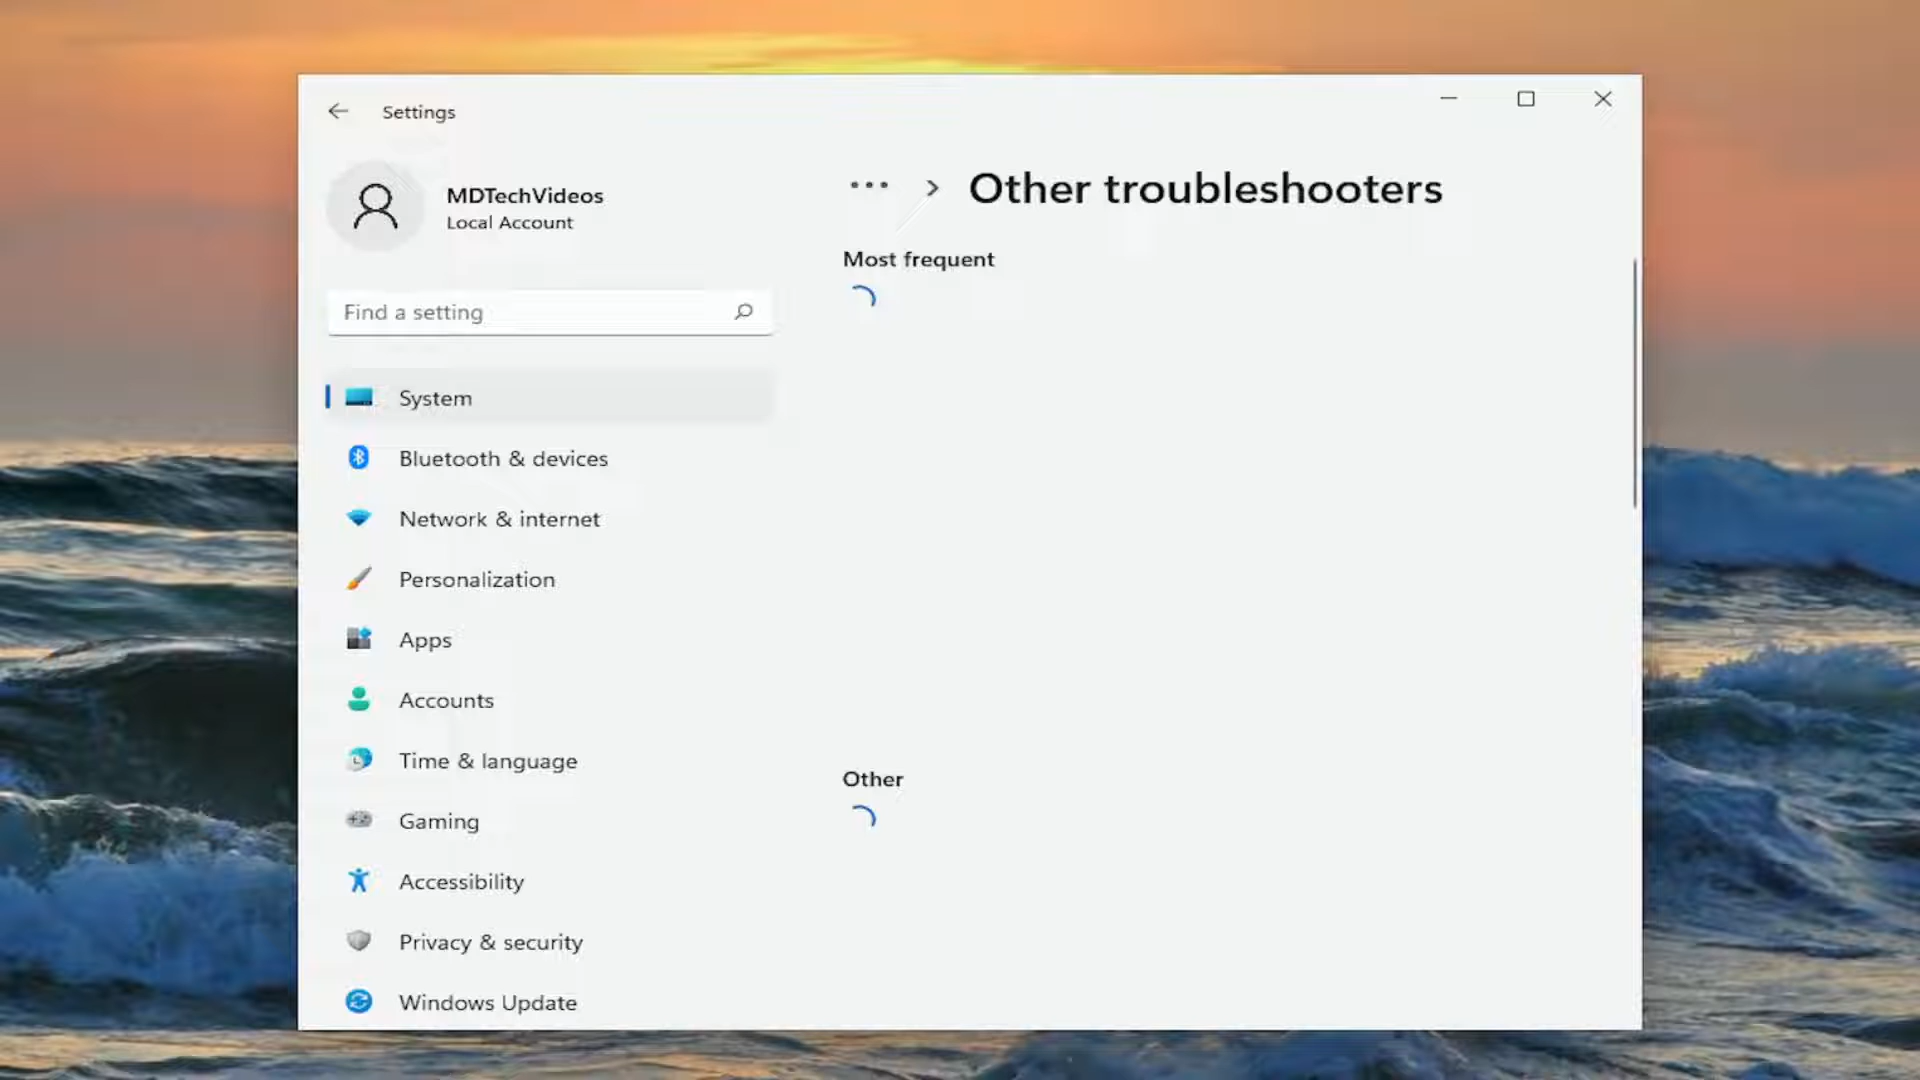 Settings
MDTechVideos
Local Account
Find a setting
System
Bluetooth & devices
Network & internet
Personalization
Apps
Accounts
Time & language
Gaming
Accessibility
Privacy & security
Windows Update
••• > Other troubleshooters
Most frequent
Other